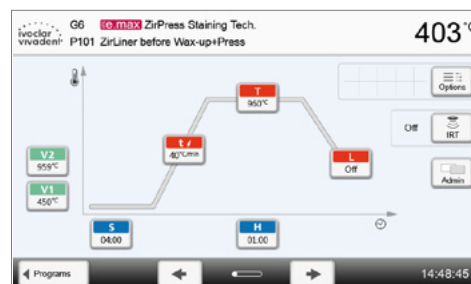 ivoclar
vivadent
G6 e.max ZirPress Staining Tech.
P101 ZirLiner before Wax-up+Press
403°C
Options
T
960°C
Off
IRT
t
40°C/min
L
Off
Admin
V2
959°C
V1
450°C
S
04:00
H
01:00
Programs
14:48:45